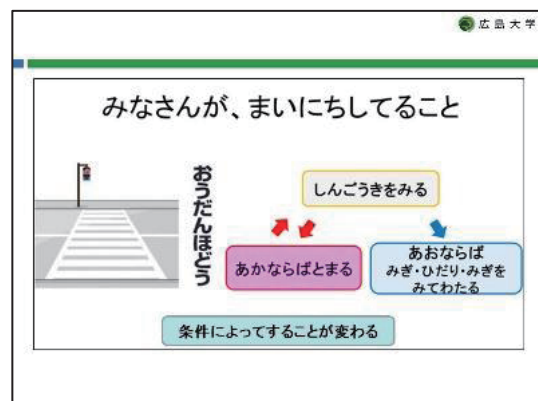 広島大学
みなさんが、まいにちしてること
おうだんほどう
しんごうきをみる
あかならばとまる
あおならば
みぎ・ひだり・みぎを
みてわたる
条件によってすることが変わる